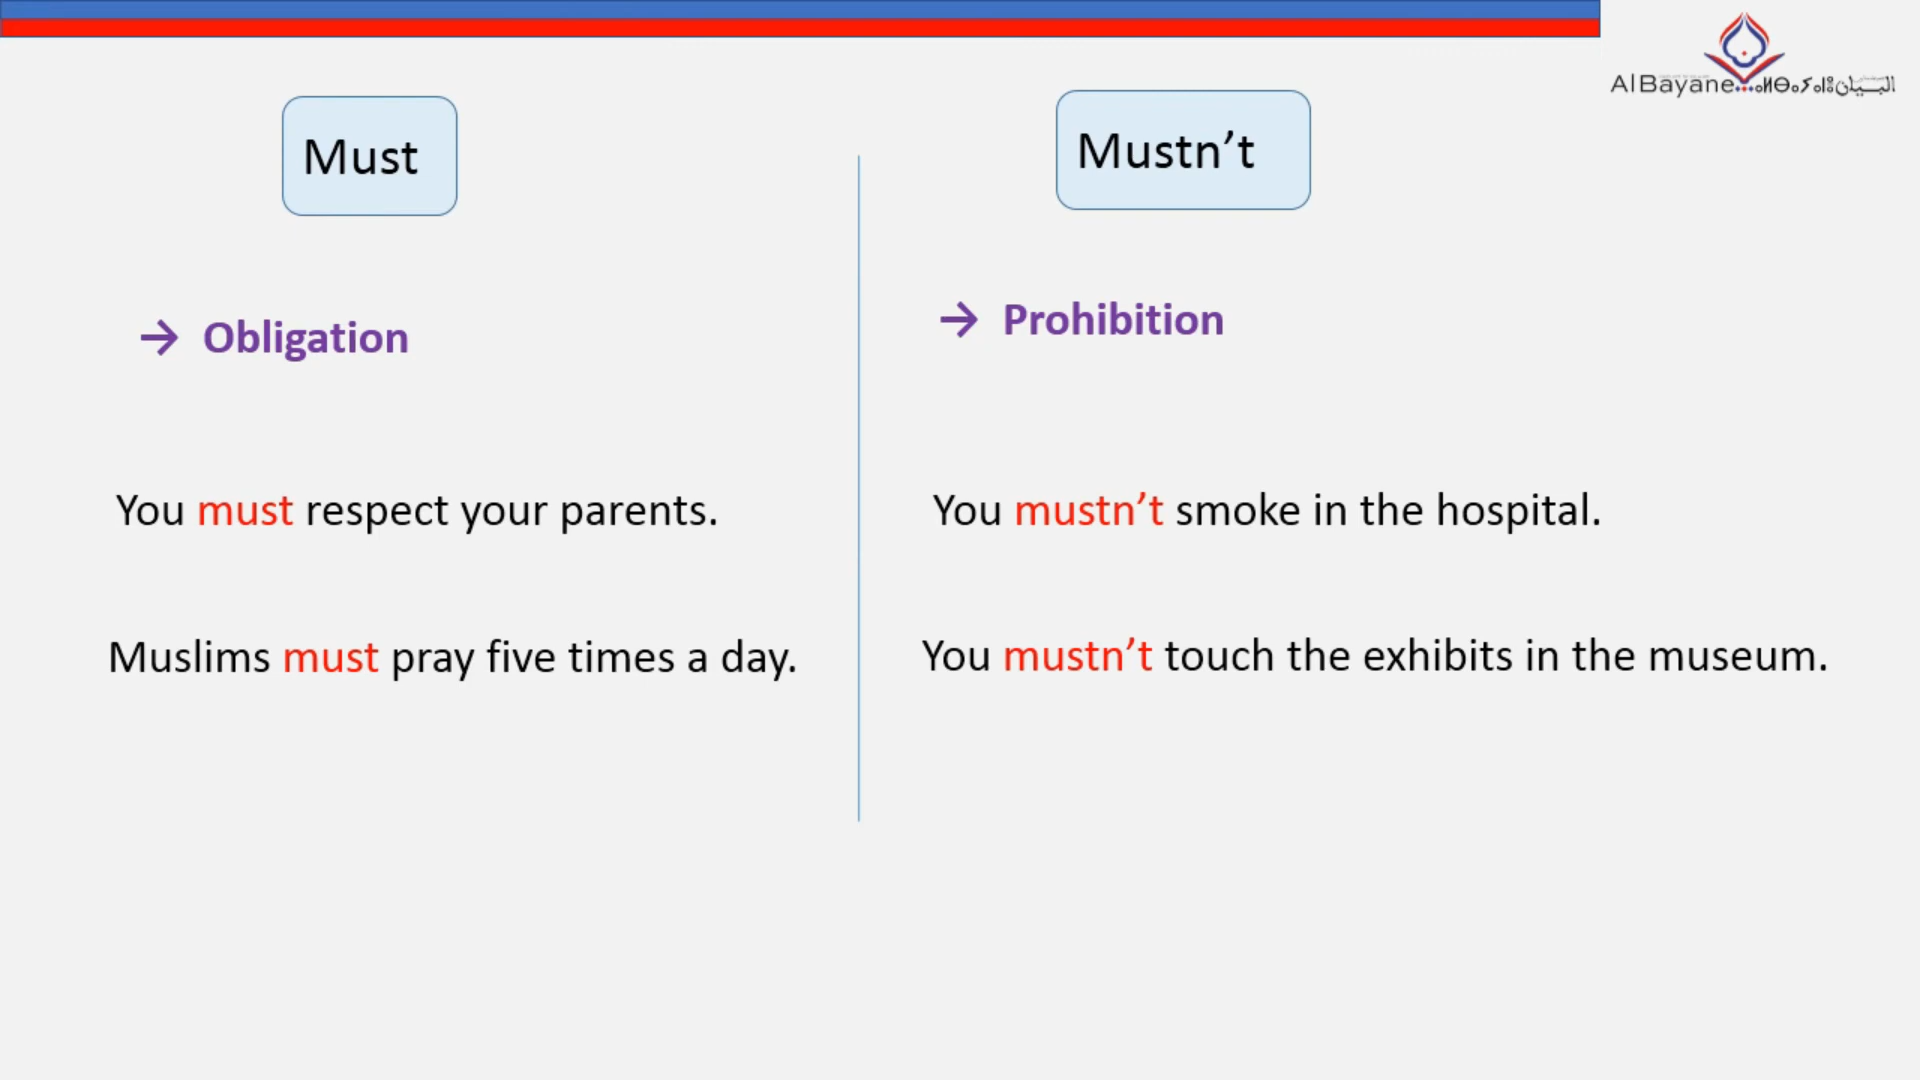 AlBayane
البيان
Must
→ Obligation
You must respect your parents.
Muslims must pray five times a day.
Mustn’t
→ Prohibition
You mustn’t smoke in the hospital.
You mustn’t touch the exhibits in the museum.